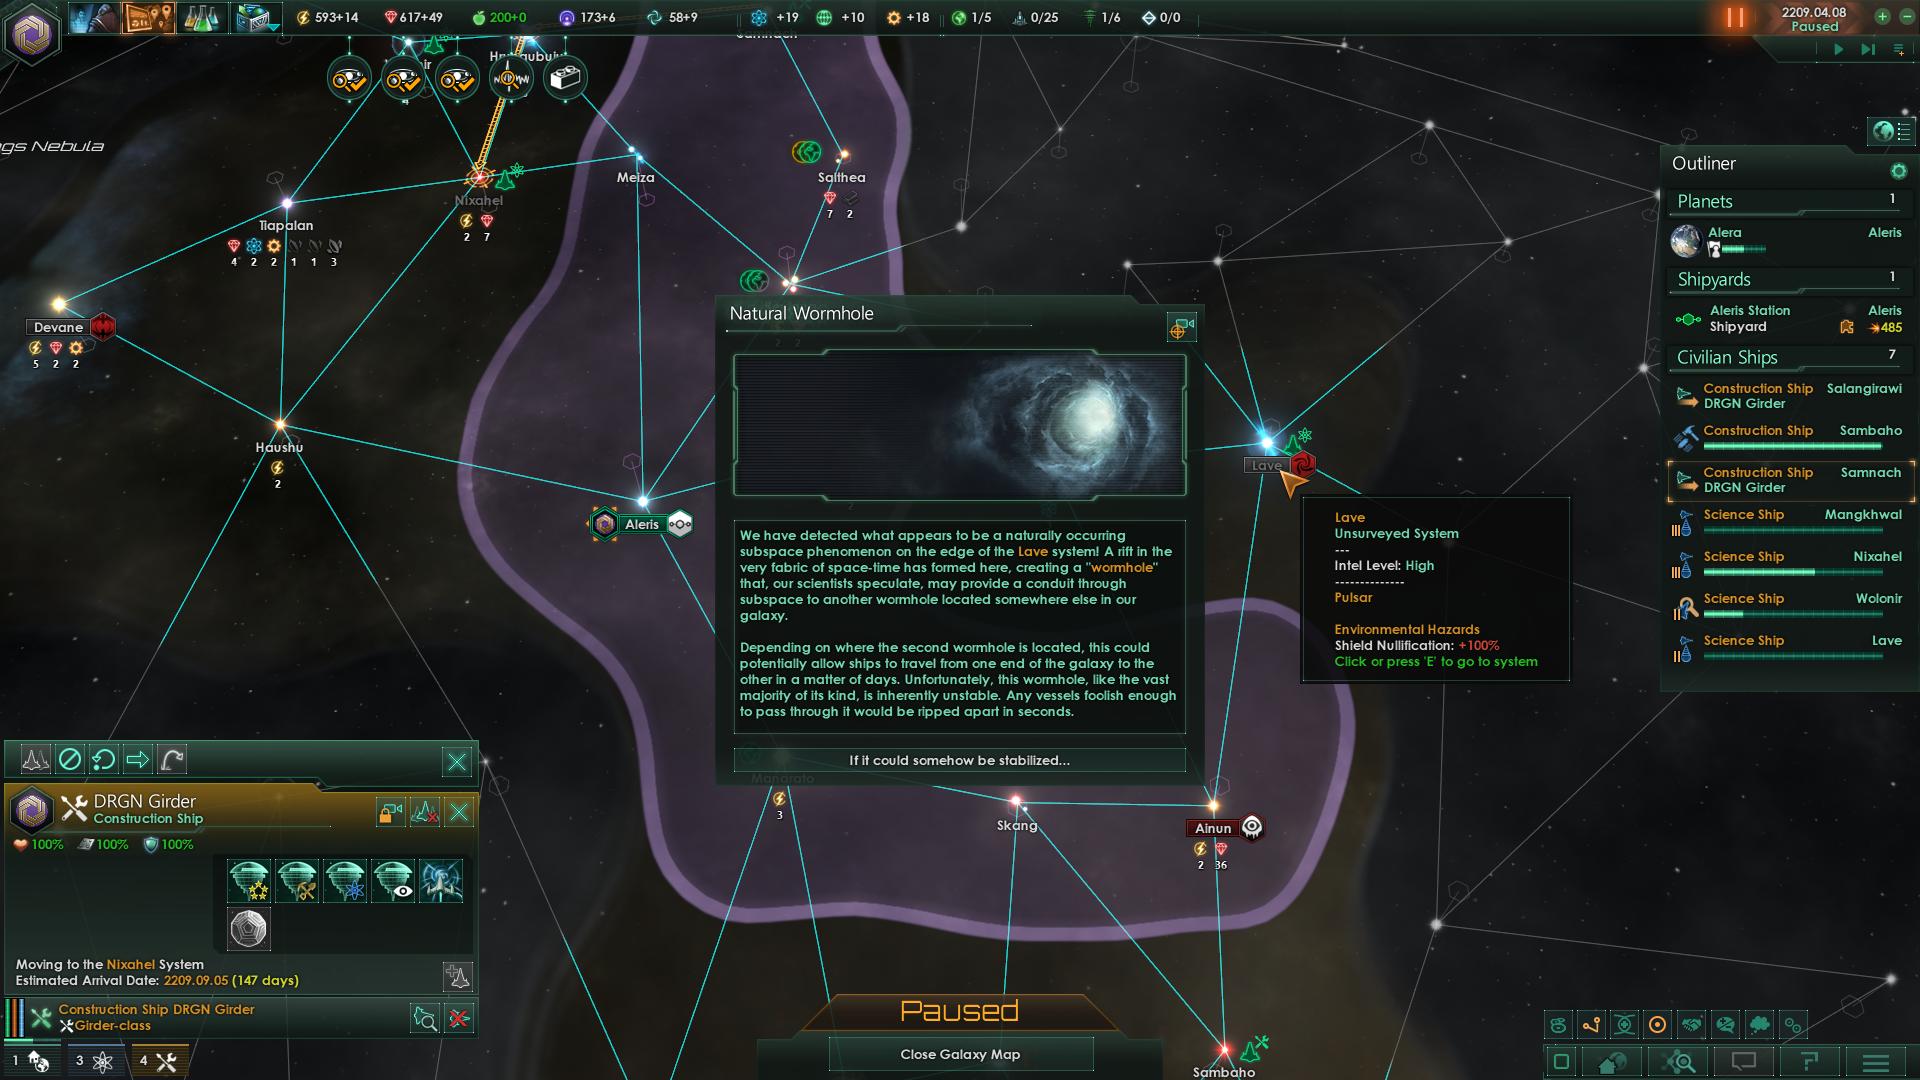 593+14
617+49
200+0
173+6
58+9
+19
+10
+18
1/5
0/25
1/6
0/0
2209.04.08
Paused
gs Nebula
Meiza
Salthea
7 2
Nixahel
2 7
Tiapalan
4 2 2 1 1 3
Devane
5 2 2
Haushu
2
Aleris
Lave
3
Skang
Ainun
2 36
Sambaho
Natural Wormhole
We have detected what appears to be a naturally occurring
subspace phenomenon on the edge of the Lave system! A rift in the
very fabric of space-time has formed here, creating a "wormhole"
that, our scientists speculate, may provide a conduit through
subspace to another wormhole located somewhere else in our
galaxy.
Depending on where the second wormhole is located, this could
potentially allow ships to travel from one end of the galaxy to the
other in a matter of days. Unfortunately, this wormhole, like the vast
majority of its kind, is inherently unstable. Any vessels foolish enough
to pass through it would be ripped apart in seconds.
If it could somehow be stabilized...
Lave
Unsurveyed System
---
Intel Level: High
--------------
Pulsar
Environmental Hazards
Shield Nullification: +100%
Click or press 'E' to go to system
Outliner
Planets 1
Alera Aleris
Shipyards 1
Aleris Station Aleris
Shipyard 485
Civilian Ships 7
Construction Ship Salangirawi
DRGN Girder
Construction Ship Sambaho
Construction Ship Samnach
DRGN Girder
Science Ship Mangkhwal
Science Ship Nixahel
Science Ship Wolonir
Science Ship Lave
DRGN Girder
Construction Ship
100% 100% 100%
Moving to the Nixahel System
Estimated Arrival Date: 2209.09.05 (147 days)
Construction Ship DRGN Girder
Girder-class
1 3 4
Paused
Close Galaxy Map